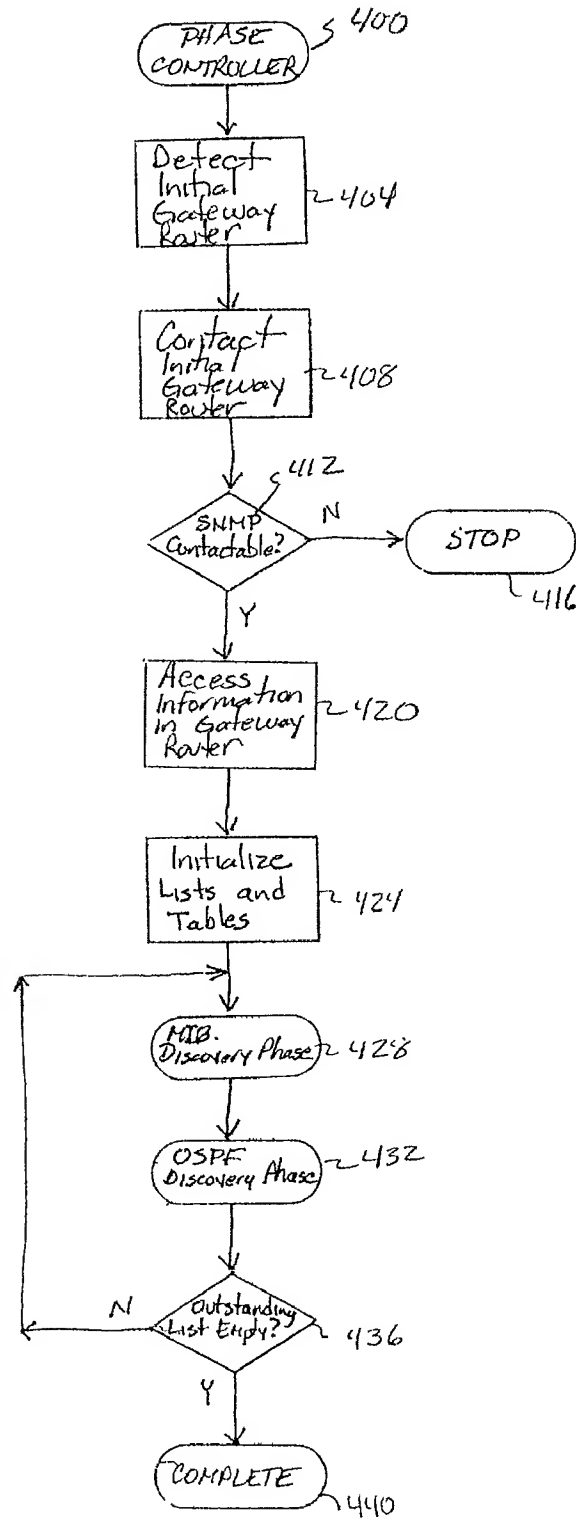 PHASE
CONTROLLER
400
Detect
Initial
Gateway
Router
404
Contact
Initial
Gateway
Router
408
412
SNMP
Contactable?
N
STOP
416
Y
Access
Information
In Gateway
Router
420
Initialize
Lists and
Tables
424
MIB.
Discovery Phase
428
OSPF
Discovery Phase
432
N
Outstanding
List Empty?
436
Y
COMPLETE
440